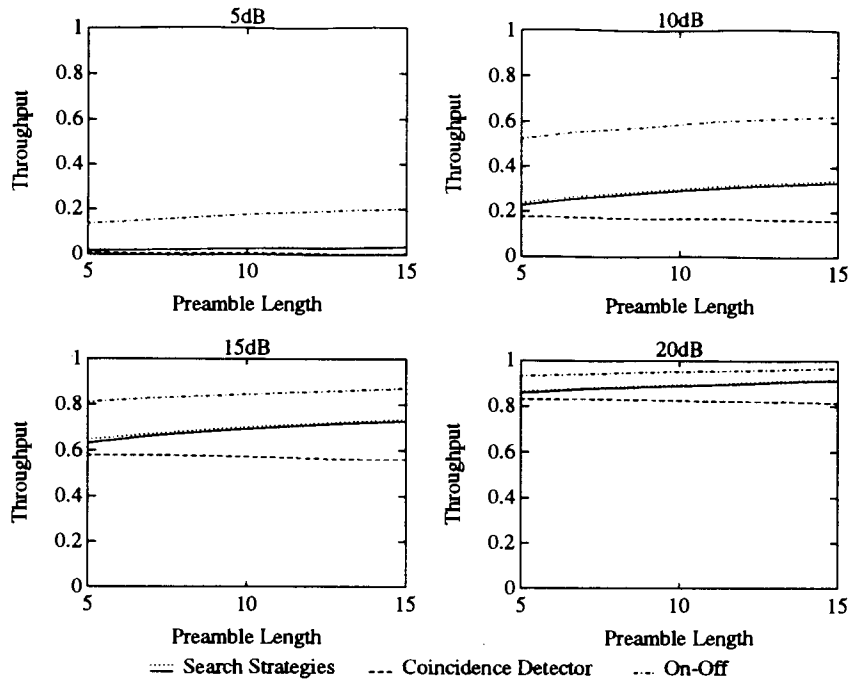 5dB
1
0.8
0.6
0.4
0.2
0
Throughput
5
10
15
Preamble Length
10dB
1
0.8
0.6
0.4
0.2
0
Throughput
5
10
15
Preamble Length
15dB
1
0.8
0.6
0.4
0.2
0
Throughput
5
10
15
Preamble Length
20dB
1
0.8
0.6
0.4
0.2
0
Throughput
5
10
15
Preamble Length
Search Strategies Coincidence Detector On-Off